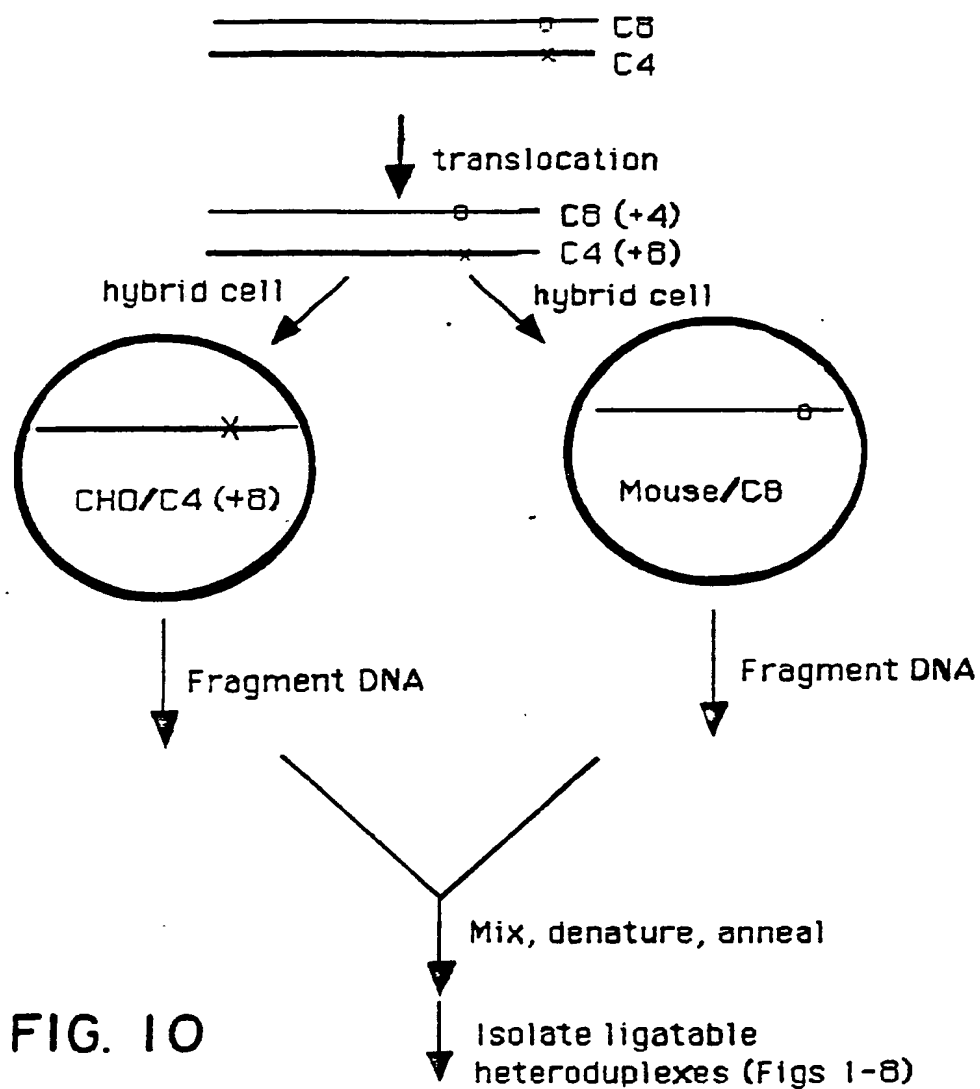 C8
C4
translocation
C8 (+4)
C4 (+8)
hybrid cell
hybrid cell
CHO/C4 (+8)
Mouse/C8
Fragment DNA
Fragment DNA
Mix, denature, anneal
Isolate ligatable
heteroduplexes (Figs 1-8)
FIG. 10